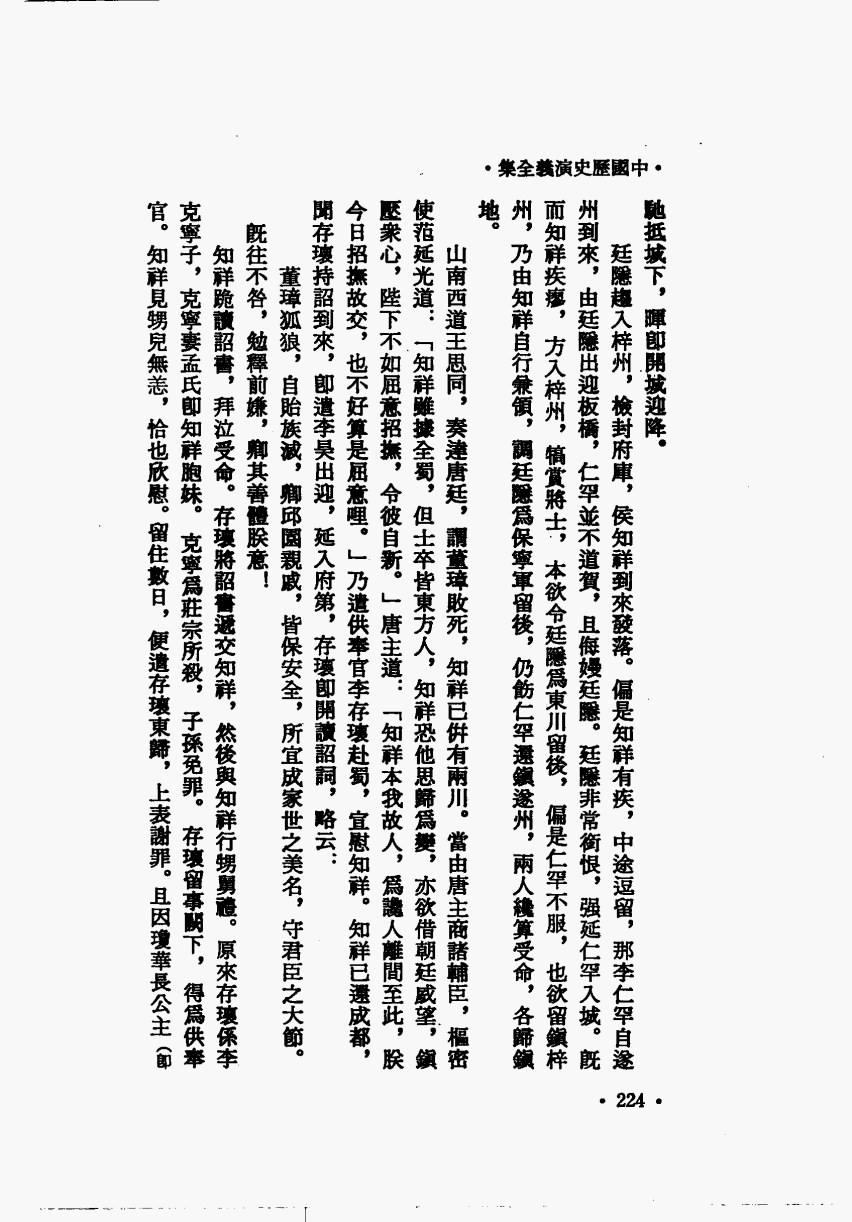 •中國歷史演義全集•
馳抵城下，暉卽開城迎降。
廷隱趨入梓州，檢封府庫，俟知祥到來發落。偏是知祥有疾，中途逗留，那李仁罕自遂
州到來，由廷隱出迎板橋，仁罕並不道賀，且侮嫚廷隱。廷隱非常銜恨，强延仁罕入城。旣
而知祥疾瘳，方入梓州，犒賞將士，本欲令廷隱爲東川留後，偏是仁罕不服，也欲留鎭梓
州，乃由知祥自行兼領，調廷隱爲保寧軍留後，仍飭仁罕還鎭遂州，兩人纔算受命，各歸鎭
地。
山南西道王思同，奏達唐廷，謂董璋敗死，知祥已倂有兩川。當由唐主商諸輔臣，樞密
使范延光道：「知祥雖據全蜀，但士卒皆東方人，知祥恐他思歸爲變，亦欲借朝廷威望，鎭
壓衆心，陛下不如屈意招撫，令彼自新。」唐主道：「知祥本我故人，爲讒人離間至此，朕
今日招撫故交，也不好算是屈意哩。」乃遣供奉官李存瓌赴蜀，宣慰知祥。知祥已還成都，
聞存瓌持詔到來，卽遣李昊出迎，延入府第，存瓌卽開讀詔詞，略云：
董璋狐狼，自貽族滅，卿邱園親戚，皆保安全，所宜成家世之美名，守君臣之大節。
旣往不咎，勉釋前嫌，卿其善體朕意！
知祥跪讀詔書，拜泣受命。存瓌將詔書遞交知祥，然後與知祥行甥舅禮。原來存瓌係李
克寧子，克寧妻孟氏卽知祥胞妹。克寧爲莊宗所殺，子孫免罪。存瓌留事闕下，得爲供奉
官。知祥見甥兒無恙，恰也欣慰。留住數日，便遣存瓌東歸，上表謝罪。且因瓊華長公主（卽
•224•